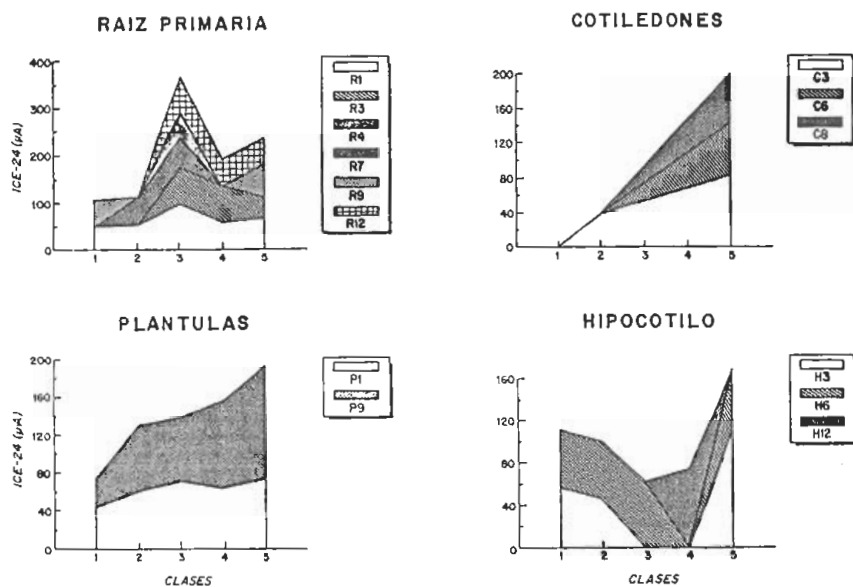 RAIZ PRIMARIA
ICE-24 (µA)
400
300
200
100
0
1 2 3 4 5
R1
R3
R4
R7
R9
R12
COTILEDONES
200
160
120
80
40
0
1 2 3 4 5
C3
C6
C8
PLANTULAS
ICE-24 (µA)
200
160
120
80
40
0
1 2 3 4 5
CLASES
P1
P9
HIPOCOTILO
160
120
80
40
0
1 2 3 4 5
CLASES
H3
H6
H12